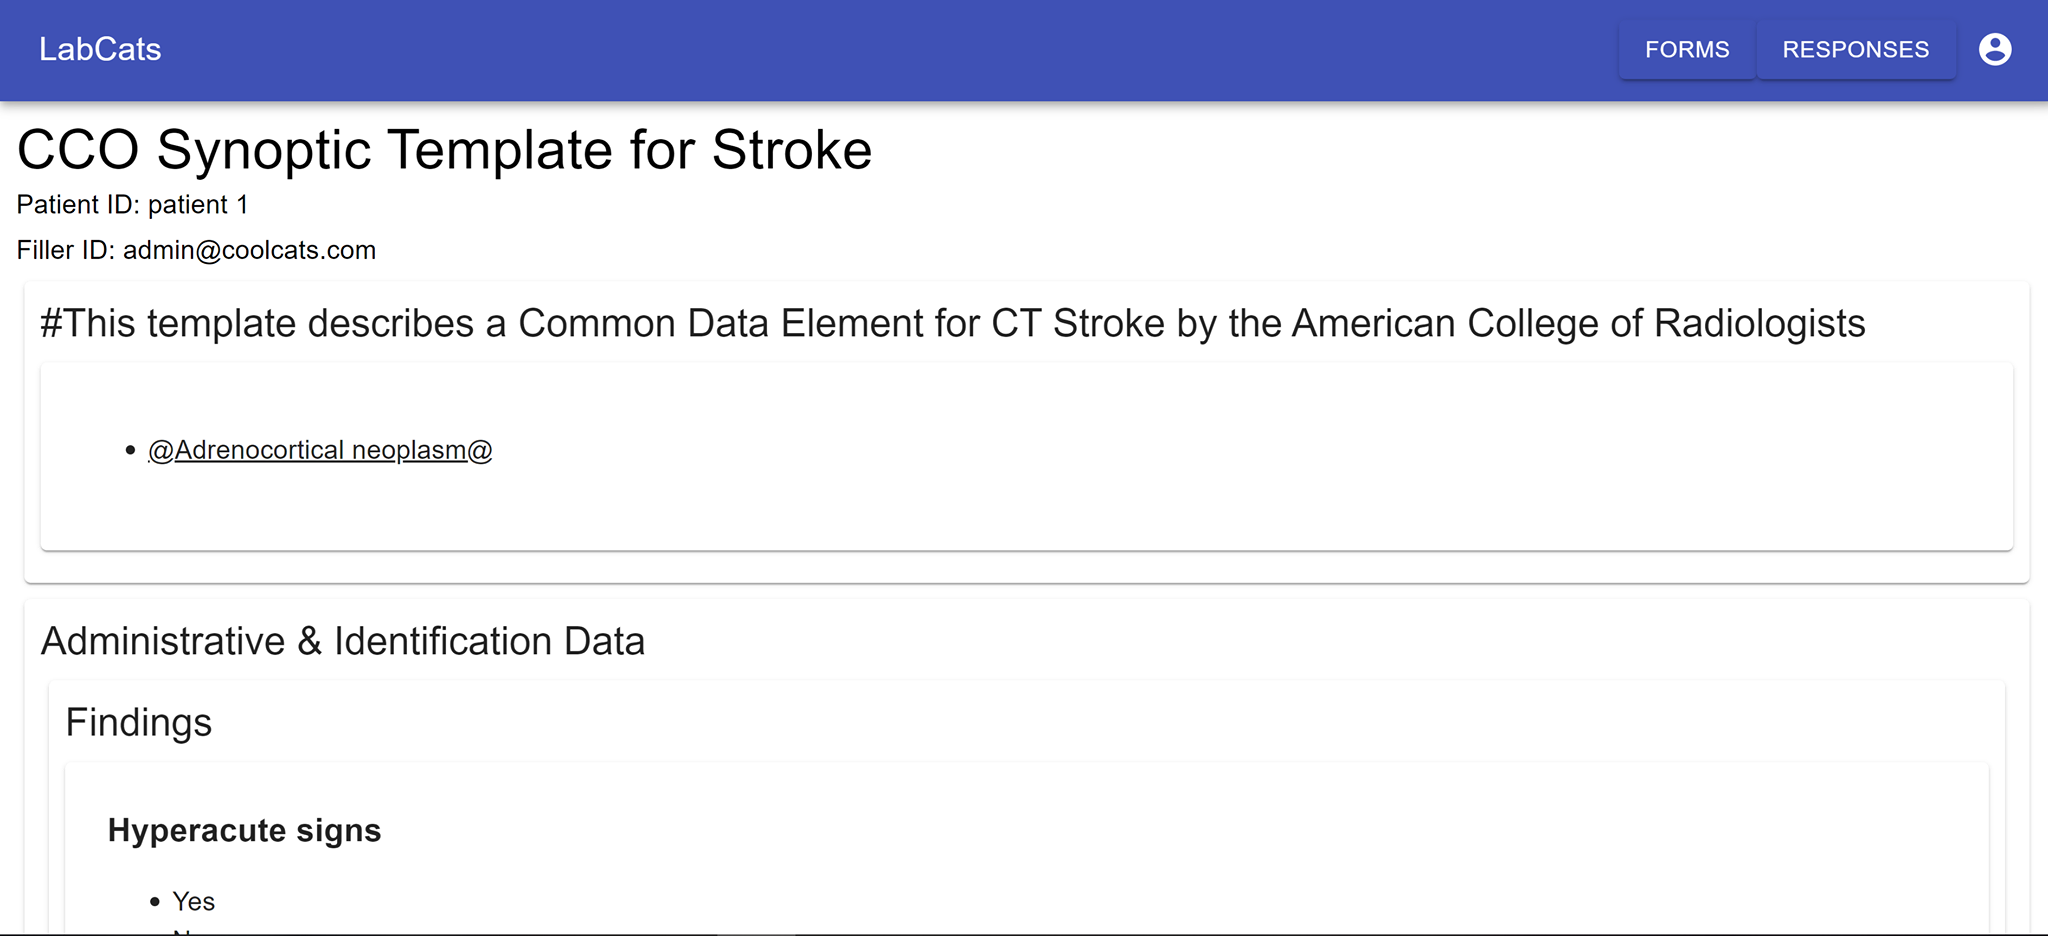 LabCats
FORMS RESPONSES
CCO Synoptic Template for Stroke
Patient ID: patient 1
Filler ID: admin@coolcats.com
#This template describes a Common Data Element for CT Stroke by the American College of Radiologists
@Adrenocortical neoplasm@
Administrative & Identification Data
Findings
Hyperacute signs
Yes